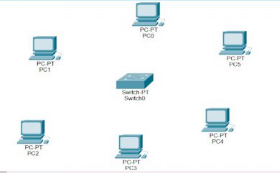 PC-PT
PC0
PC-PT
PC1
PC-PT
PC5
Switch-PT
Switch0
PC-PT
PC2
PC-PT
PC4
PC-PT
PC3